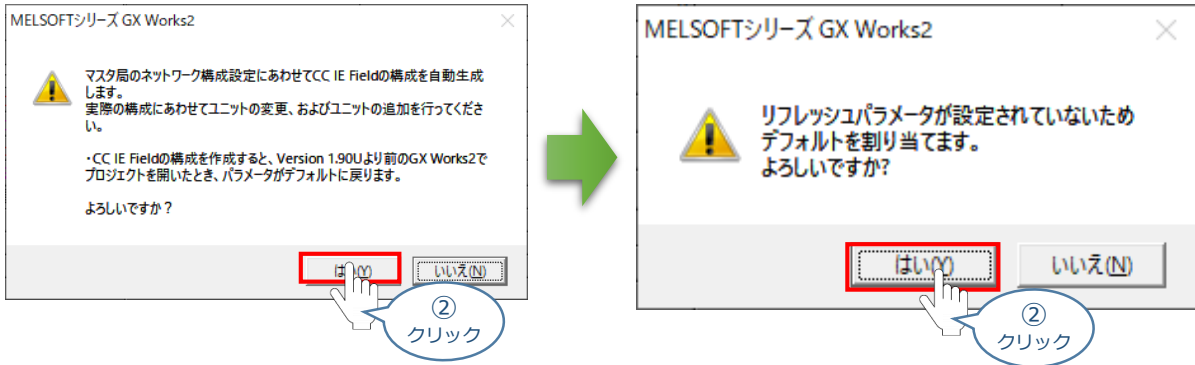 MELSOFTシリーズ GX Works2
マスタ局のネットワーク構成設定にあわせてCC IE Fieldの構成を自動生成
します。
実際の構成にあわせてユニットの変更、およびユニットの追加を行ってくださ
い。
・CC IE Fieldの構成を作成すると、Version 1.90Uより前のGX Works2で
プロジェクトを開いたとき、パラメータがデフォルトに戻ります。
よろしいですか？
はい(Y)
いいえ(N)
②
クリック
MELSOFTシリーズ GX Works2
リフレッシュパラメータが設定されていないため
デフォルトを割り当てます。
よろしいですか?
はい(Y)
いいえ(N)
②
クリック